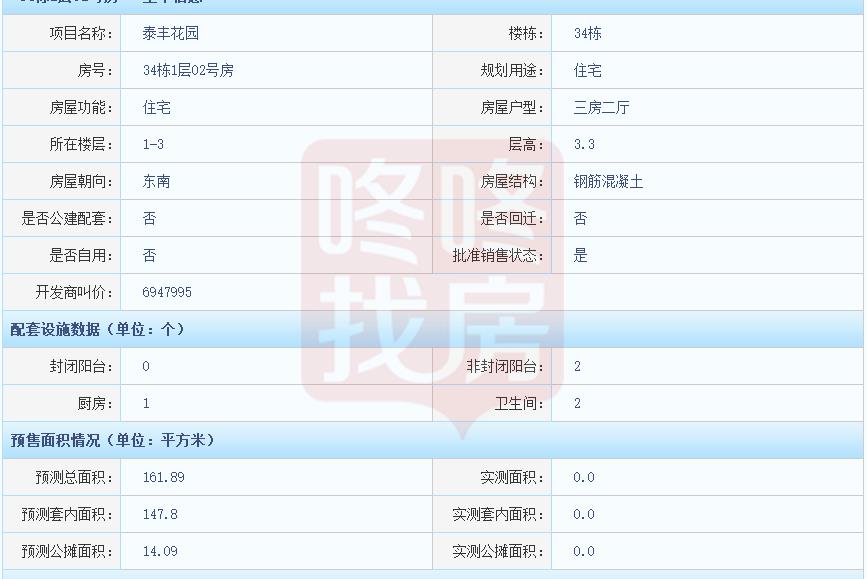 项目名称： 泰丰花园 楼栋： 34栋
房号： 34栋1层02号房 规划用途： 住宅
房屋功能： 住宅 房屋户型： 三房二厅
所在楼层： 1-3 层高： 3.3
房屋朝向： 东南 房屋结构： 钢筋混凝土
是否公建配套： 否 是否回迁： 否
是否自用： 否 批准销售状态： 是
开发商叫价： 6947995
配套设施数据（单位：个）
封闭阳台： 0 非封闭阳台： 2
厨房： 1 卫生间： 2
预售面积情况（单位：平方米）
预测总面积： 161.89 实测面积： 0.0
预测套内面积： 147.8 实测套内面积： 0.0
预测公摊面积： 14.09 实测公摊面积： 0.0
咚咚
找房